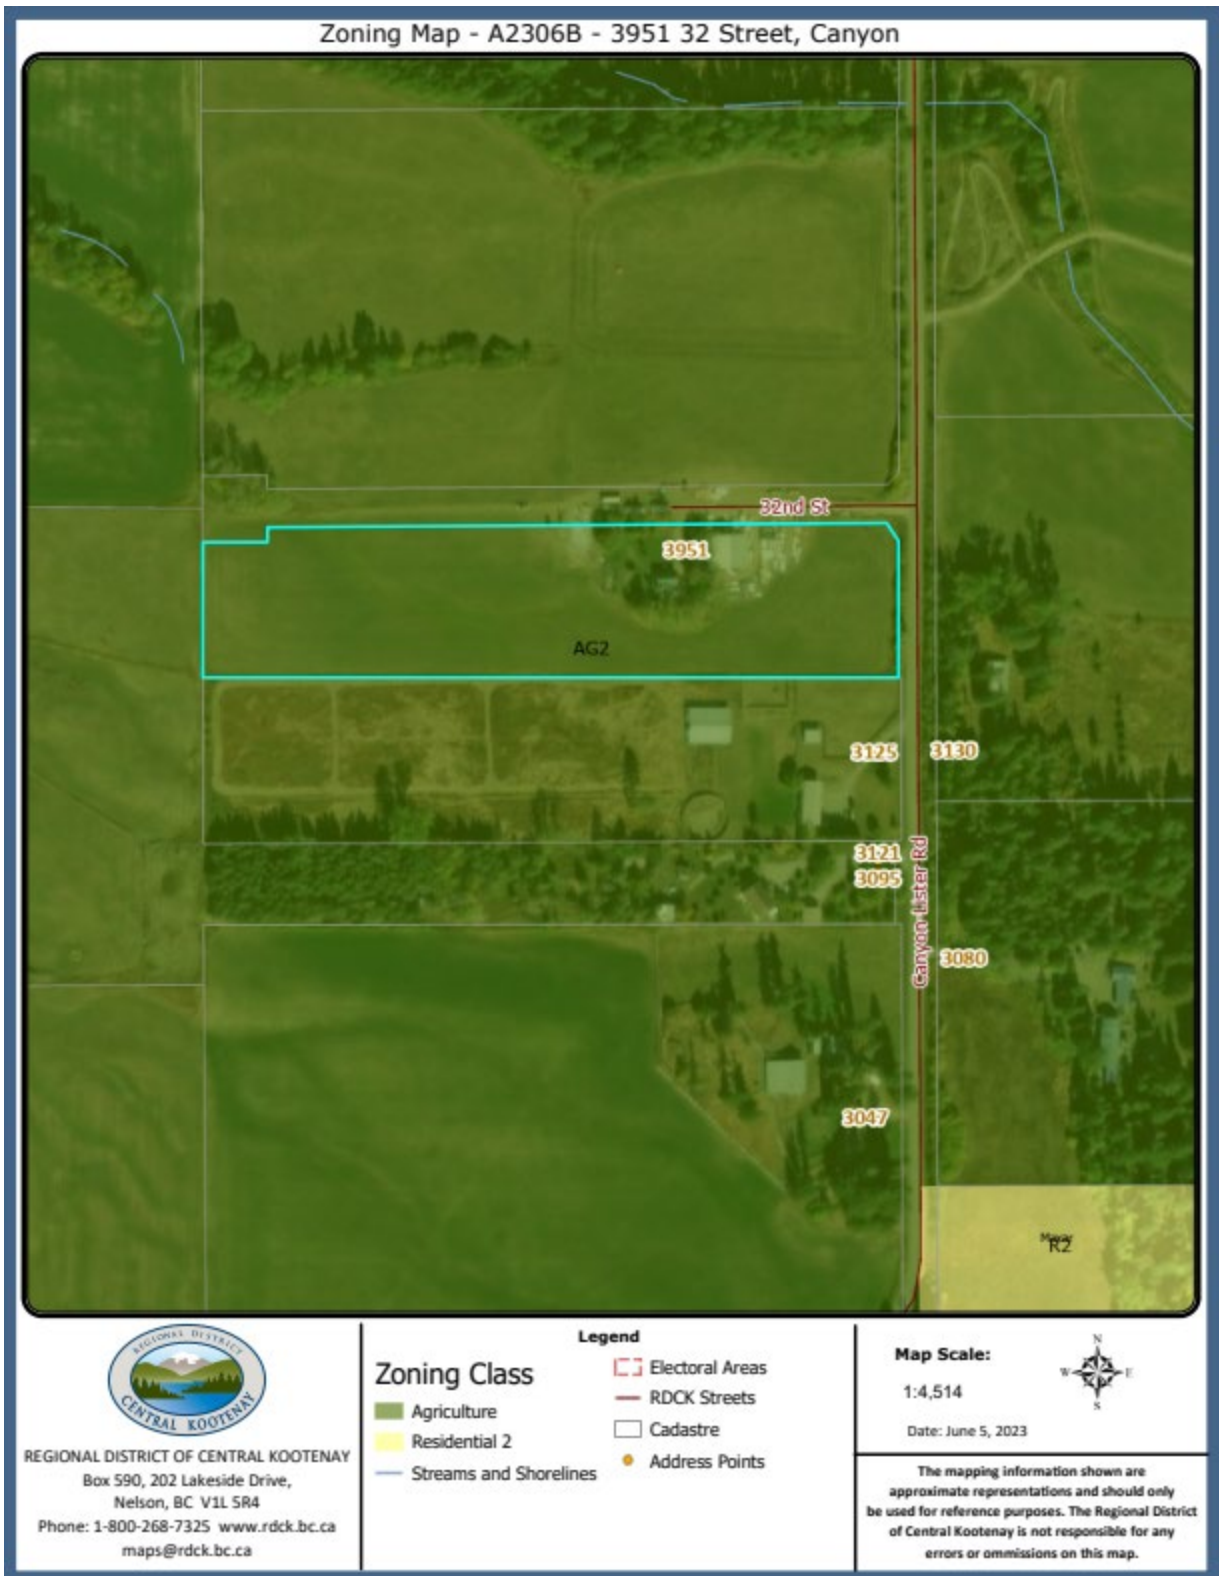 Zoning Map - A2306B - 3951 32 Street, Canyon
32nd St
3951
AG2
3125
3130
3121
3095
Canyon-Lister Rd
3080
3047
R2
REGIONAL DISTRICT
CENTRAL KOOTENAY
REGIONAL DISTRICT OF CENTRAL KOOTENAY
Box 590, 202 Lakeside Drive,
Nelson, BC V1L 5R4
Phone: 1-800-268-7325 www.rdck.bc.ca
maps@rdck.bc.ca
Legend
Zoning Class
Agriculture
Residential 2
Streams and Shorelines
Electoral Areas
RDCK Streets
Cadastre
Address Points
Map Scale:
1:4,514
Date: June 5, 2023
N
W E
S
The mapping information shown are
approximate representations and should only
be used for reference purposes. The Regional District
of Central Kootenay is not responsible for any
errors or ommissions on this map.